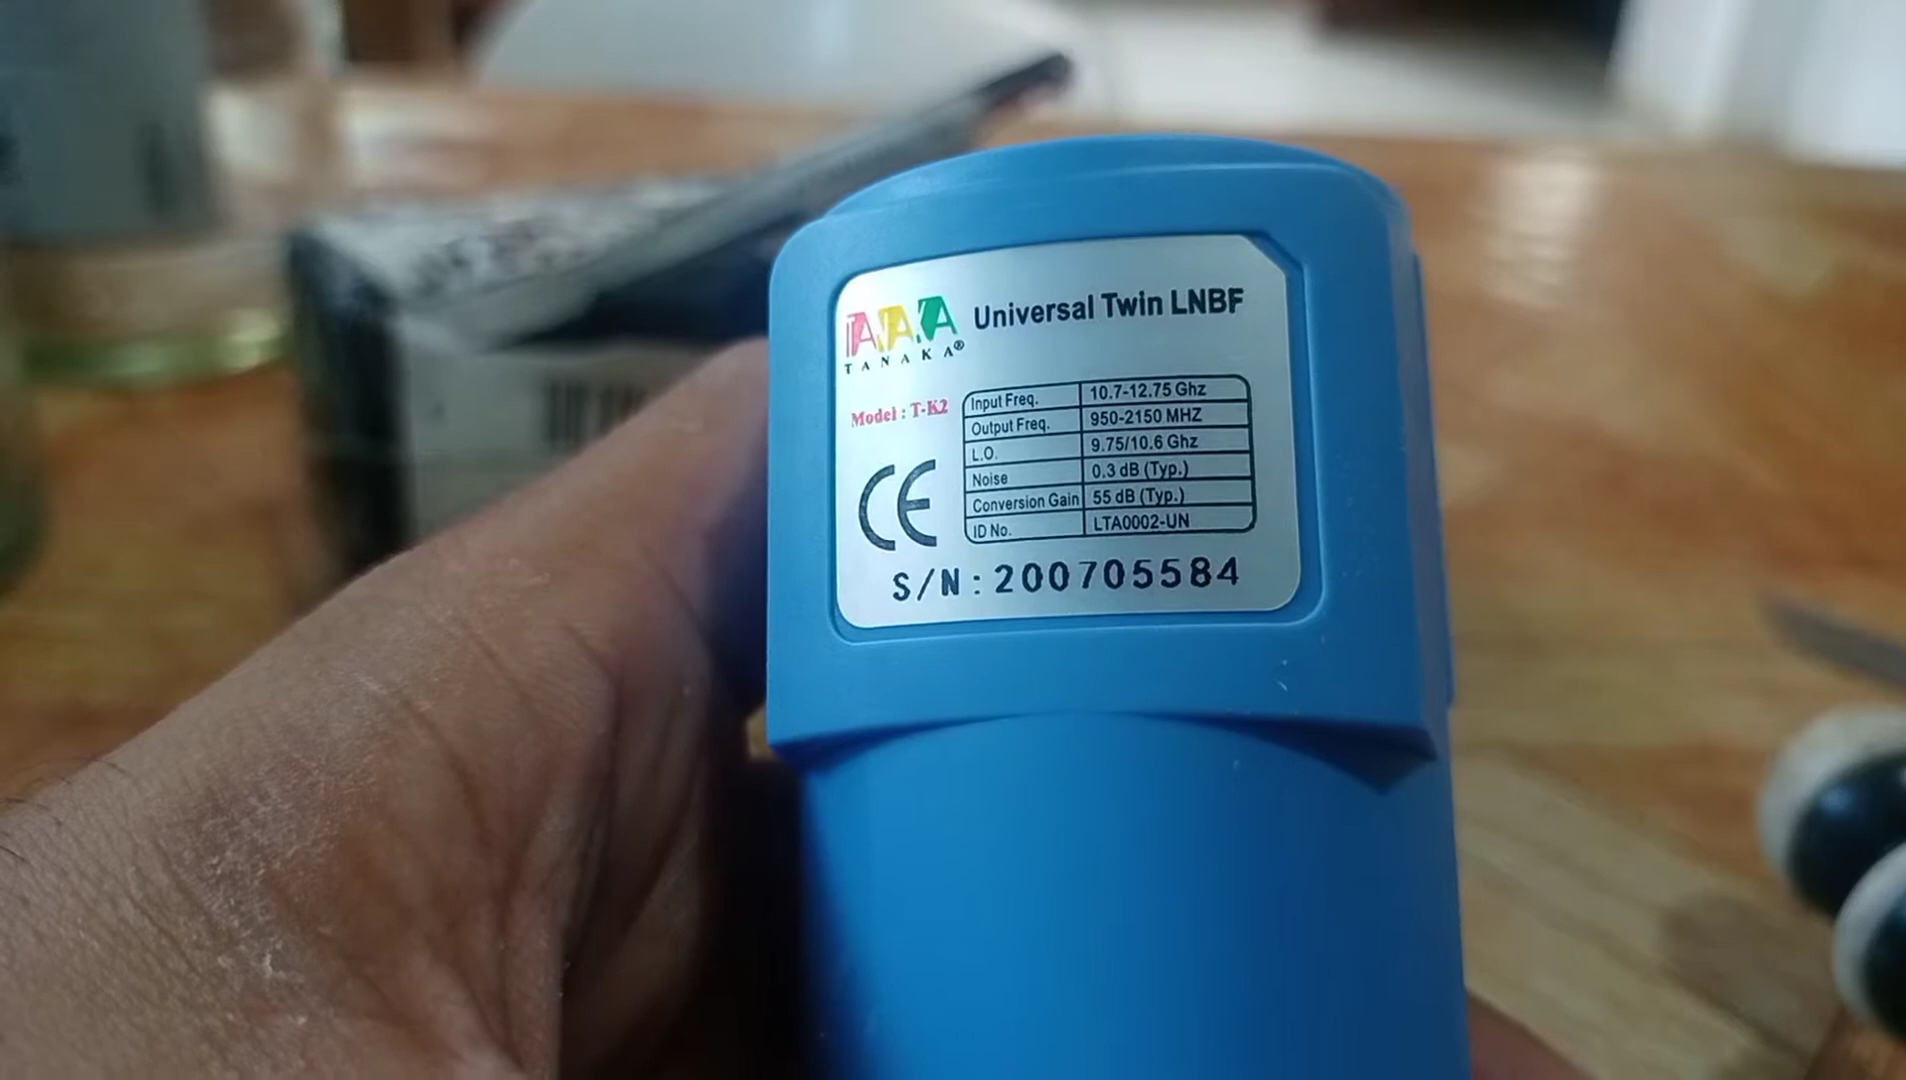 TANAKA®
Universal Twin LNBF
Model : T-K2
Input Freq. 10.7-12.75 Ghz
Output Freq. 950-2150 MHZ
L.O. 9.75/10.6 Ghz
Noise 0.3 dB (Typ.)
Conversion Gain 55 dB (Typ.)
ID No. LTA0002-UN
CE
S/N : 200705584